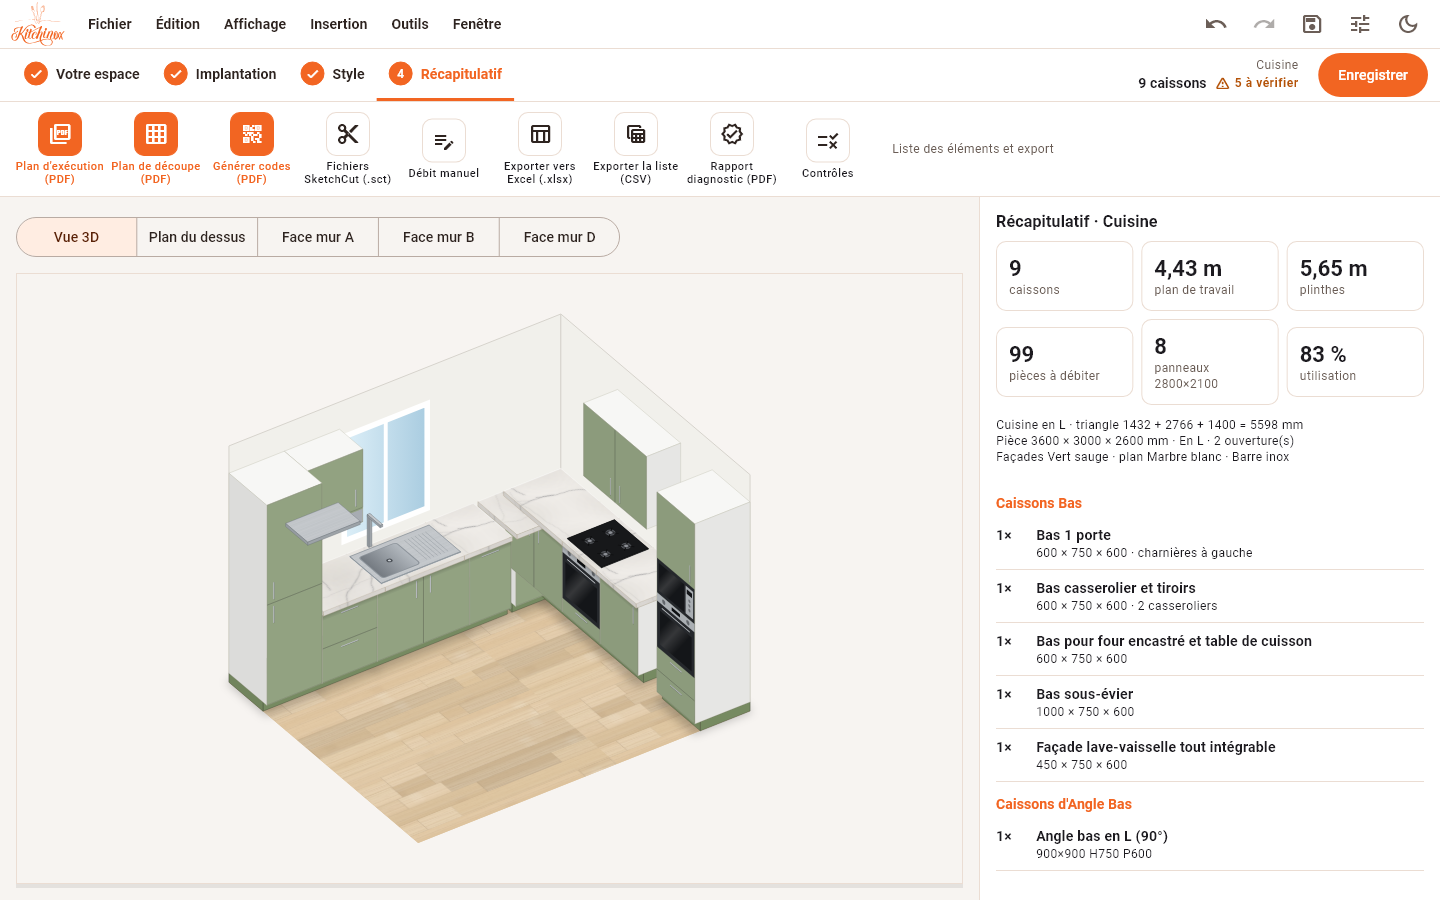 Kitchinox
Fichier Édition Affichage Insertion Outils Fenêtre
Votre espace Implantation Style 4 Récapitulatif
Cuisine
9 caissons 5 à vérifier
Enregistrer
Plan d'exécution (PDF)
Plan de découpe (PDF)
Générer codes (PDF)
Fichiers SketchCut (.sct)
Débit manuel
Exporter vers Excel (.xlsx)
Exporter la liste (CSV)
Rapport diagnostic (PDF)
Contrôles
Liste des éléments et export
Vue 3D Plan du dessus Face mur A Face mur B Face mur D
Récapitulatif · Cuisine
9
caissons
4,43 m
plan de travail
5,65 m
plinthes
99
pièces à débiter
8
panneaux
2800×2100
83 %
utilisation
Cuisine en L · triangle 1432 + 2766 + 1400 = 5598 mm
Pièce 3600 × 3000 × 2600 mm · En L · 2 ouverture(s)
Façades Vert sauge · plan Marbre blanc · Barre inox
Caissons Bas
1× Bas 1 porte
600 × 750 × 600 · charnières à gauche
1× Bas casserolier et tiroirs
600 × 750 × 600 · 2 casseroliers
1× Bas pour four encastré et table de cuisson
600 × 750 × 600
1× Bas sous-évier
1000 × 750 × 600
1× Façade lave-vaisselle tout intégrable
450 × 750 × 600
Caissons d'Angle Bas
1× Angle bas en L (90°)
900×900 H750 P600